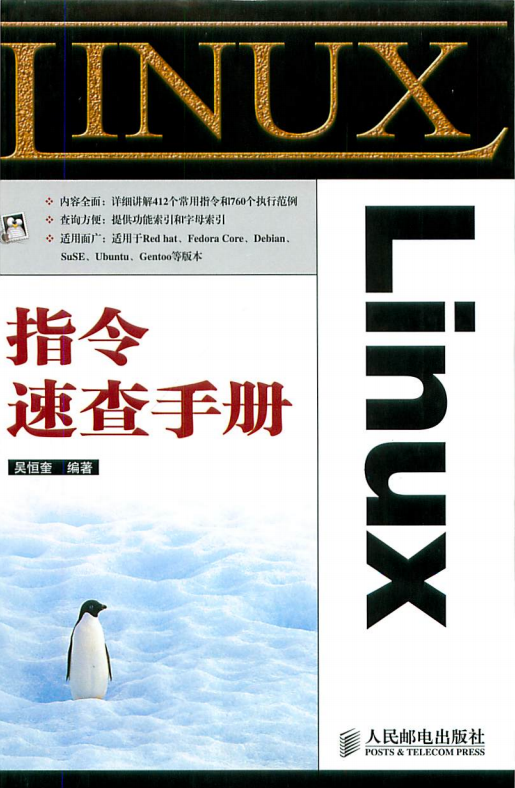 LINUX
❖ 内容全面：详细讲解412个常用指令和760个执行范例
❖ 查询方便：提供功能索引和字母索引
❖ 适用面广：适用于Red hat、Fedora Core、Debian、
SuSE、Ubuntu、Gentoo等版本
Linux
指令
速查手册
吴恒奎 编著
人民邮电出版社
POSTS & TELECOM PRESS